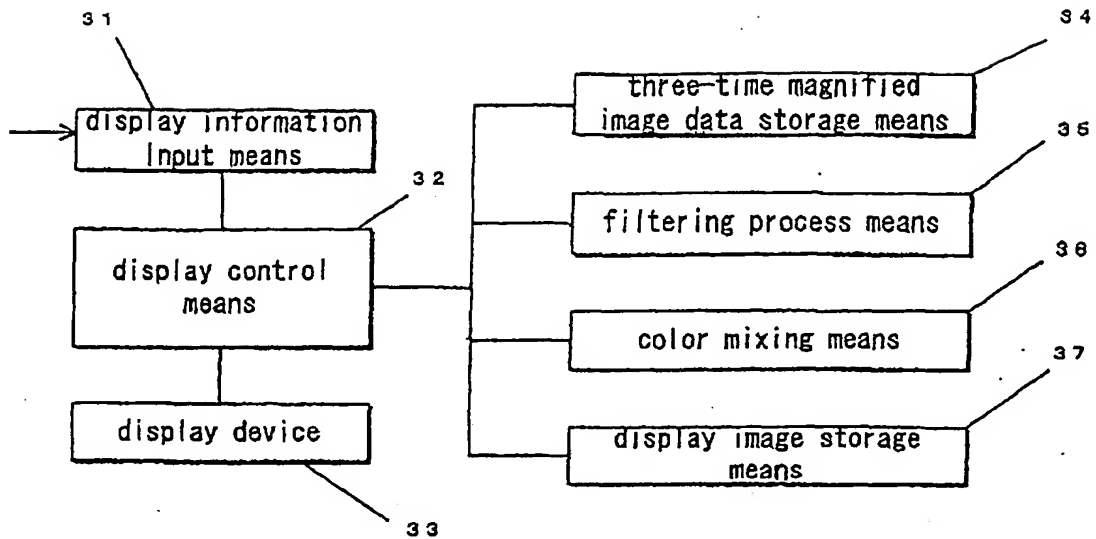 31
display information
input means
32
display control
means
display device
33
34
three-time magnified
image data storage means
35
filtering process means
36
color mixing means
37
display image storage
means